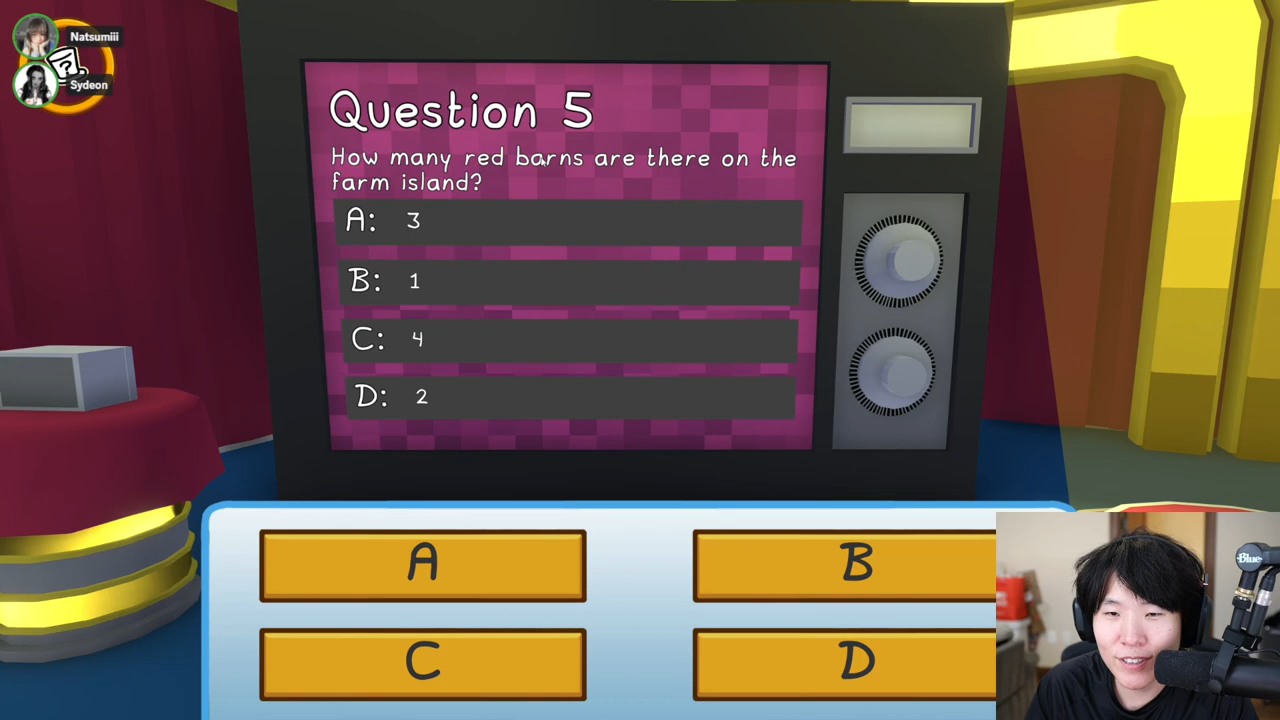 Natsumiii
?
Sydeon
Question 5
How many red barns are there on the
farm island?
A: 3
B: 1
C: 4
D: 2
A
B
C
D
Blue